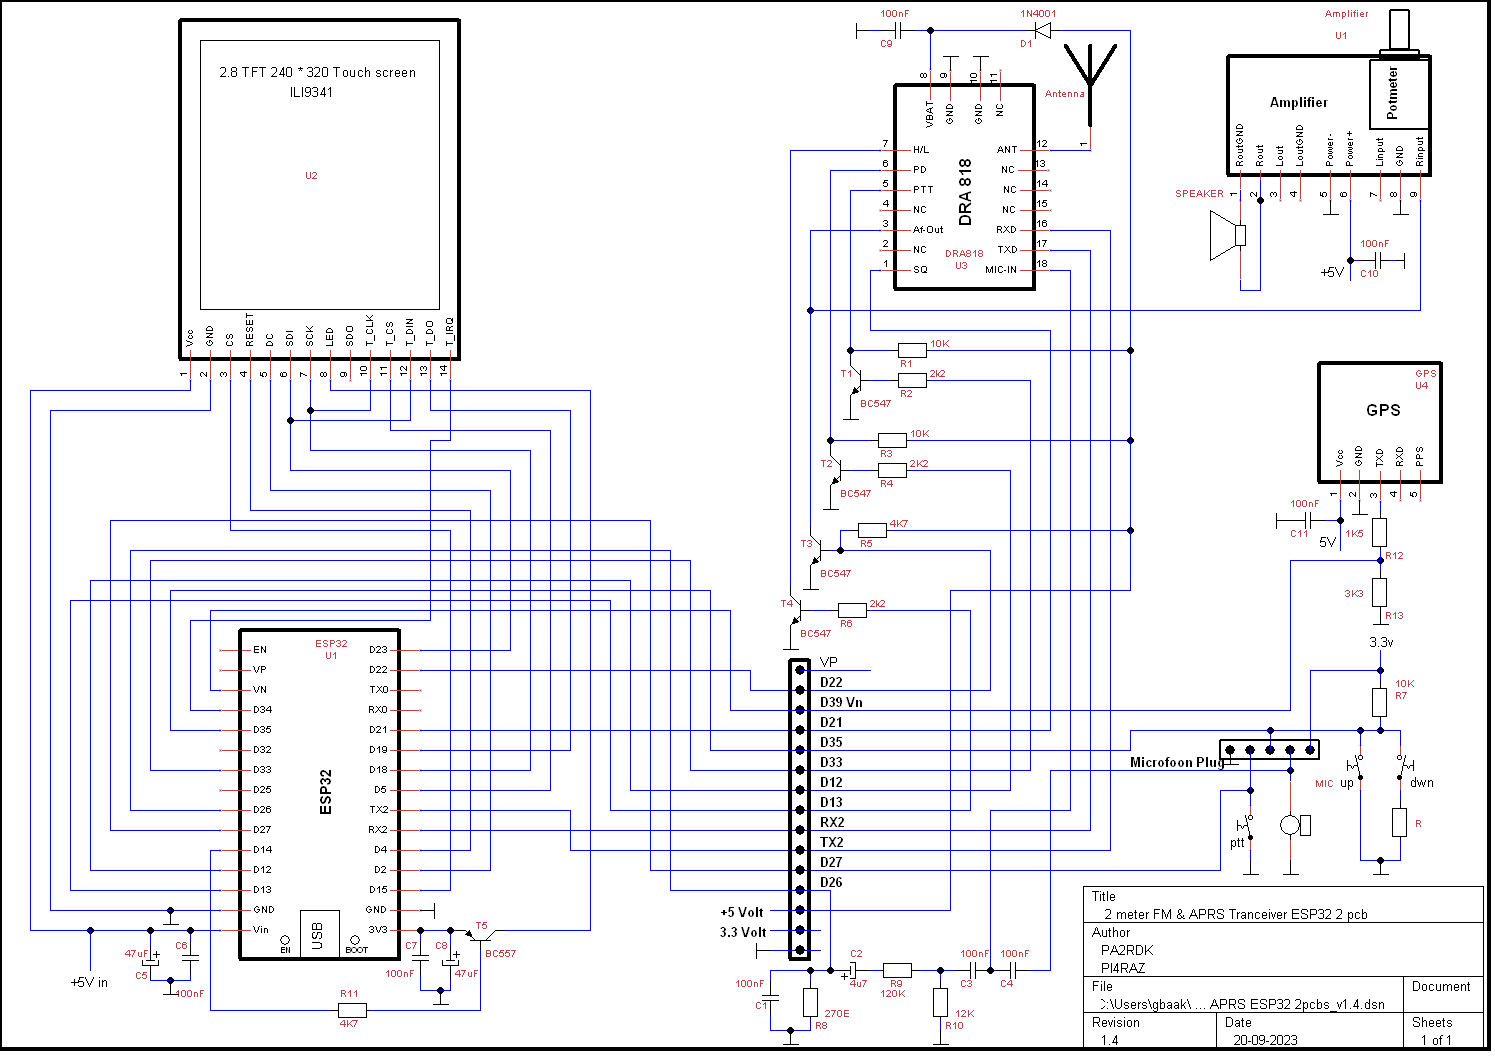 2.8 TFT 240 * 320 Touch screen
ILI9341
U2
Vcc
GND
CS
RESET
DC
SDI
SCK
LED
SDO
T_CLK
T_CS
T_DIN
T_DO
T_IRQ
1
2
3
4
5
6
7
8
9
10
11
12
13
14
100nF
C9
1N4001
D1
Antenna
1
8
9
10
11
VBAT
GND
GND
NC
7
H/L
6
PD
5
PTT
4
NC
3
Af-Out
2
NC
1
SQ
DRA 818
DRA818
U3
ANT
12
NC
13
NC
14
NC
15
RXD
16
TXD
17
MIC-IN
18
Amplifier
U1
Amplifier
Potmeter
RoutGND
Rout
Lout
LoutGND
Power-
Power+
Linput
GND
Rinput
1
2
3
4
5
6
7
8
9
SPEAKER
100nF
C10
+5V
10K
R1
T1
2k2
R2
BC547
10K
R3
T2
2K2
R4
BC547
4K7
R5
T3
BC547
T4
2k2
R6
BC547
GPS
U4
GPS
Vcc
GND
TXD
RXD
PPS
1
2
3
4
5
100nF
C11
5V
1K5
R12
3K3
R13
3.3v
10K
R7
Microfoon Plug
MIC
up
dwn
R
ptt
ESP32
U1
EN
VP
VN
D34
D35
D32
D33
D25
D26
D27
D14
D12
D13
GND
Vin
ESP32
D23
D22
TX0
RX0
D21
D19
D18
D5
TX2
RX2
D4
D2
D15
GND
3V3
USB
EN
BOOT
VP
D22
D39 Vn
D21
D35
D33
D12
D13
RX2
TX2
D27
D26
+5 Volt
3.3 Volt
47uF
C5
C6
100nF
+5V in
C7
100nF
C8
47uF
T5
BC557
R11
4K7
100nF
C1
270E
R8
C2
4u7
R9
120K
12K
R10
100nF
C3
100nF
C4
Title
2 meter FM & APRS Tranceiver ESP32 2 pcb
Author
PA2RDK
PI4RAZ
File
C:\Users\gbaak\ ... APRS ESP32 2pcbs_v1.4.dsn
Document
Revision
1.4
Date
20-09-2023
Sheets
1 of 1